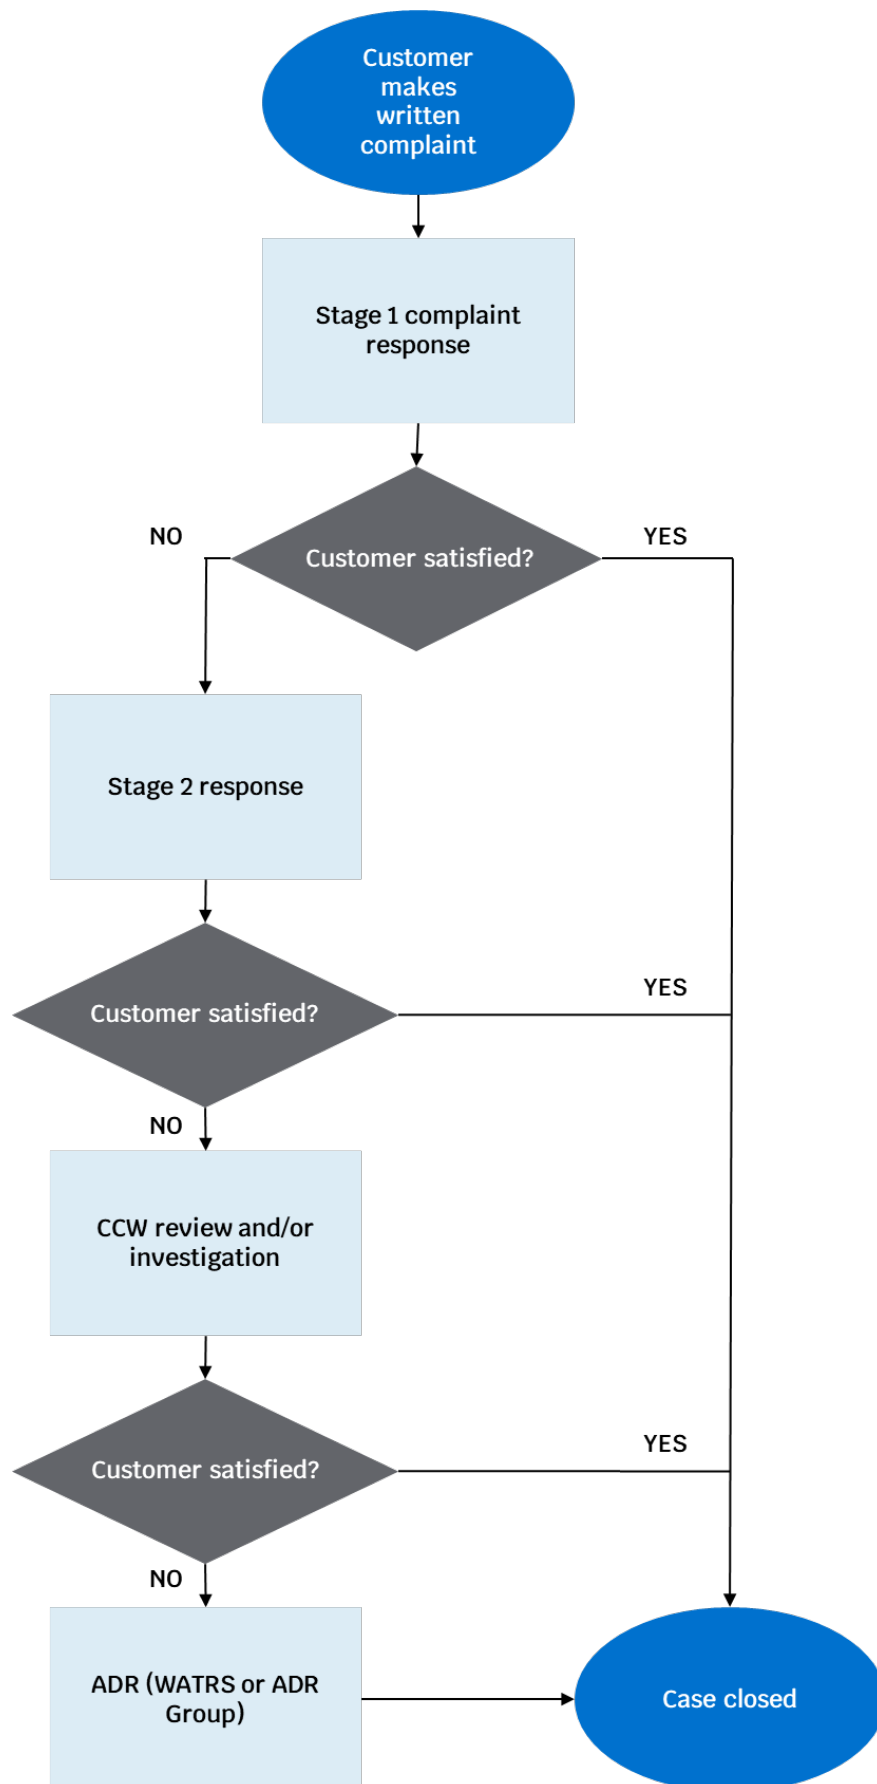 Customer
makes
written
complaint
Stage 1 complaint
response
NO
YES
Customer satisfied?
Stage 2 response
YES
Customer satisfied?
NO
CCW review and/or
investigation
YES
Customer satisfied?
NO
ADR (WATRS or ADR
Group)
Case closed